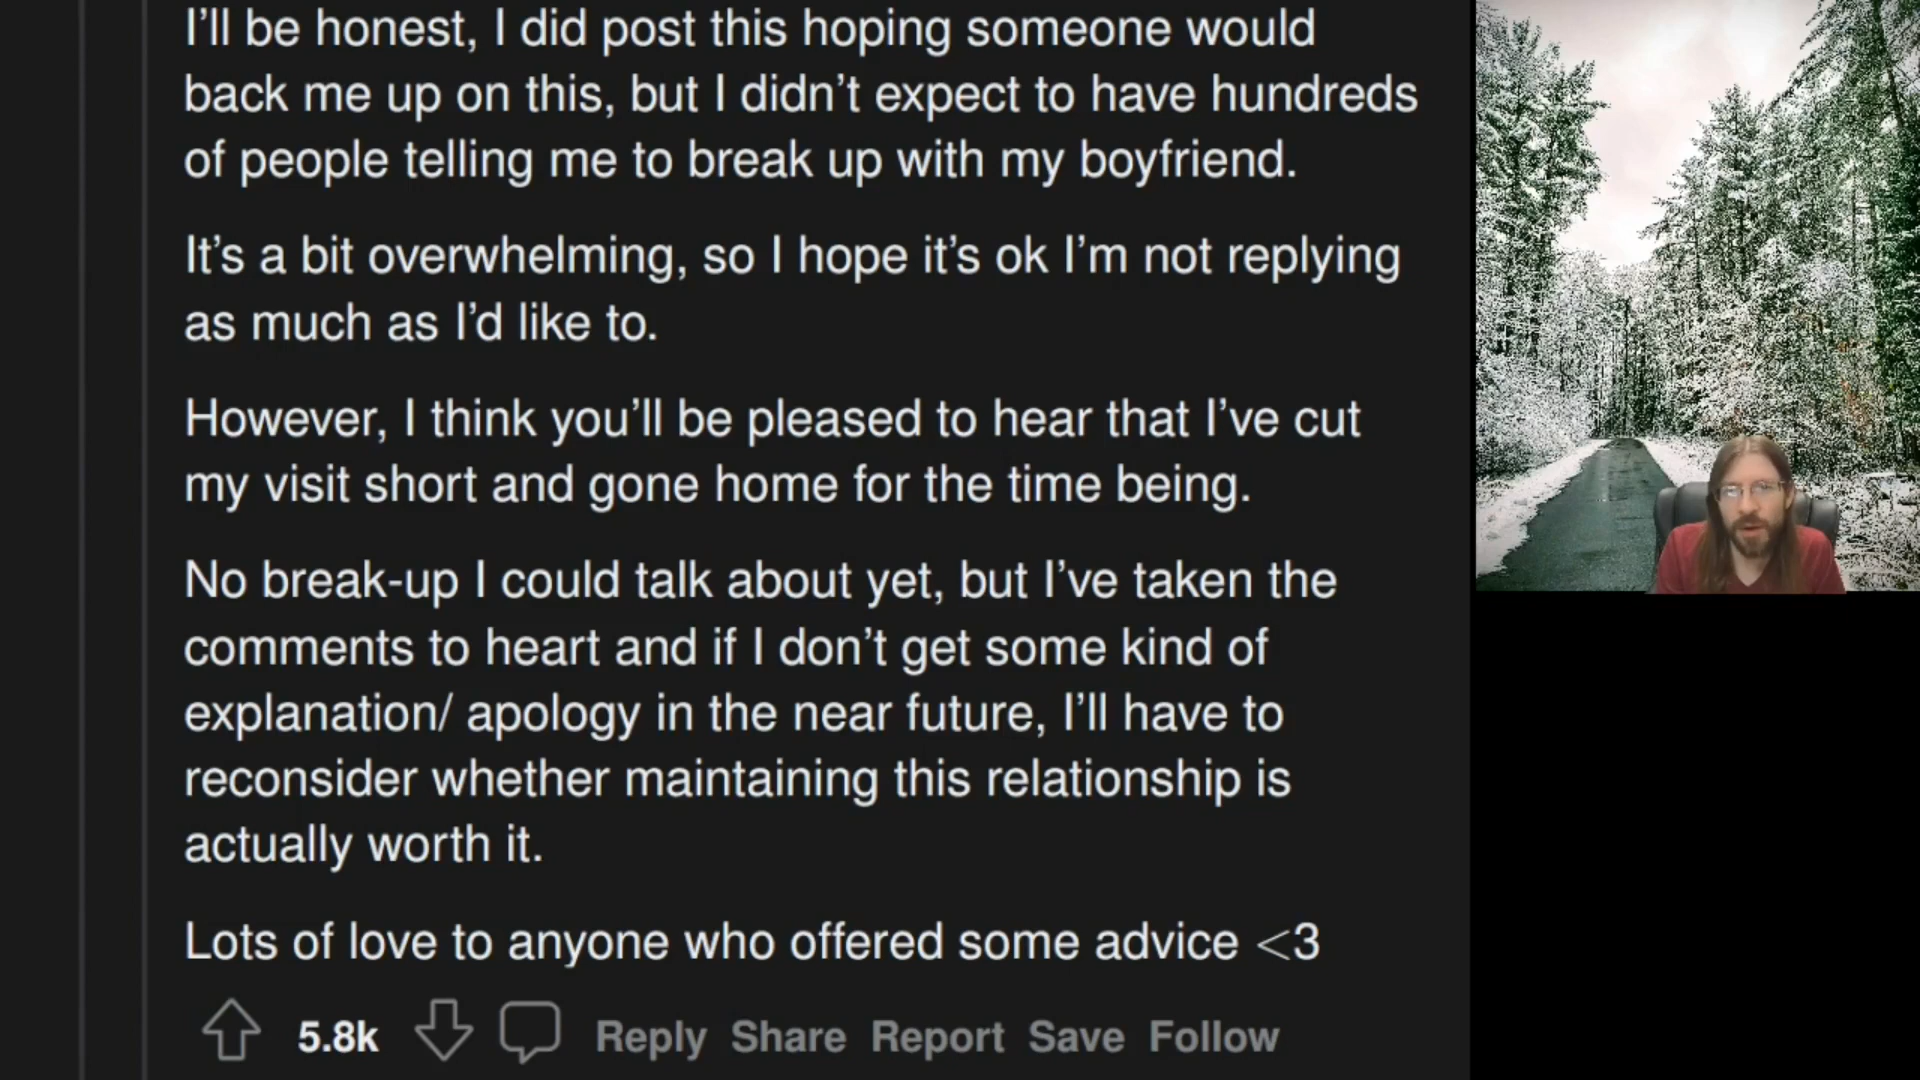 I’ll be honest, I did post this hoping someone would
back me up on this, but I didn’t expect to have hundreds
of people telling me to break up with my boyfriend.
It’s a bit overwhelming, so I hope it’s ok I’m not replying
as much as I’d like to.
However, I think you’ll be pleased to hear that I’ve cut
my visit short and gone home for the time being.
No break-up I could talk about yet, but I’ve taken the
comments to heart and if I don’t get some kind of
explanation/ apology in the near future, I’ll have to
reconsider whether maintaining this relationship is
actually worth it.
Lots of love to anyone who offered some advice <3
5.8k Reply Share Report Save Follow